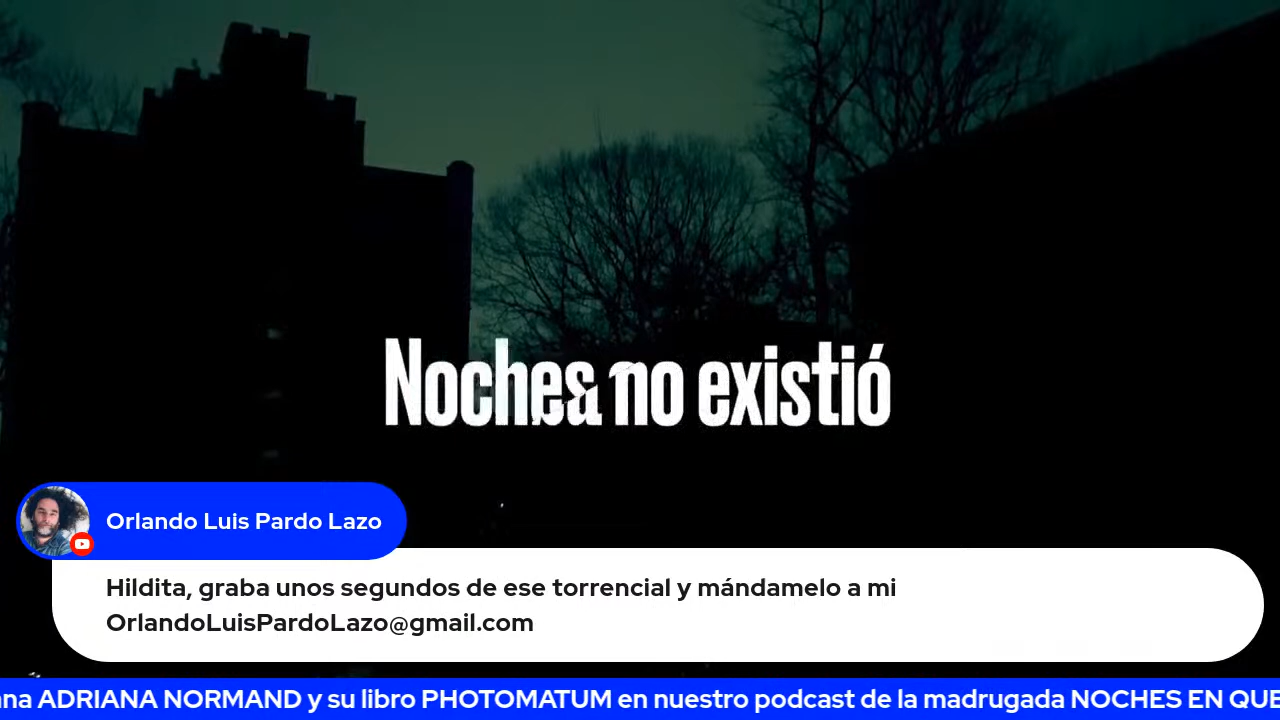 Noches no existió
Orlando Luis Pardo Lazo
Hildita, graba unos segundos de ese torrencial y mándamelo a mi
OrlandoLuisPardoLazo@gmail.com
ADRIANA NORMAND y su libro PHOTOMATUM en nuestro podcast de la madrugada NOCHES EN QUE